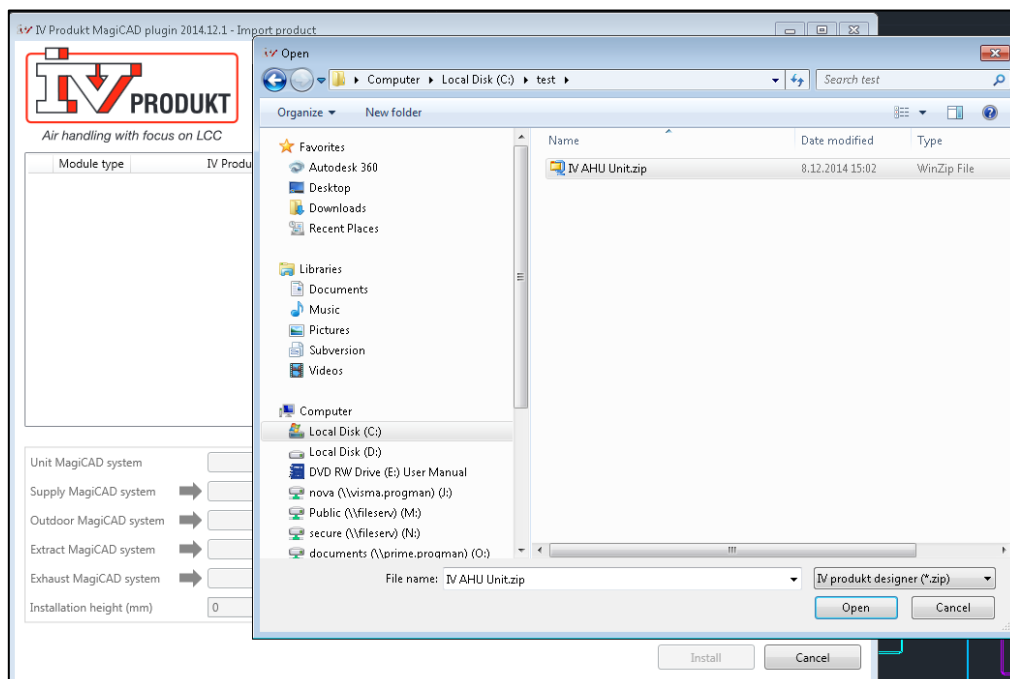 IV Produkt MagiCAD plugin 2014.12.1 - Import product
IV PRODUKT
Air handling with focus on LCC
Module type IV Produ
Unit MagiCAD system
Supply MagiCAD system
Outdoor MagiCAD system
Extract MagiCAD system
Exhaust MagiCAD system
Installation height (mm) 0
Install Cancel
Open
Computer Local Disk (C:) test Search test
Organize New folder
Favorites
Autodesk 360
Desktop
Downloads
Recent Places
Libraries
Documents
Music
Pictures
Subversion
Videos
Computer
Local Disk (C:)
Local Disk (D:)
DVD RW Drive (E:) User Manual
nova (\\visma.progman) (J:)
Public (\\fileserv) (M:)
secure (\\fileserv) (N:)
documents (\\prime.progman) (O:)
Name Date modified Type
IV AHU Unit.zip 8.12.2014 15:02 WinZip File
File name: IV AHU Unit.zip IV produkt designer (*.zip)
Open Cancel